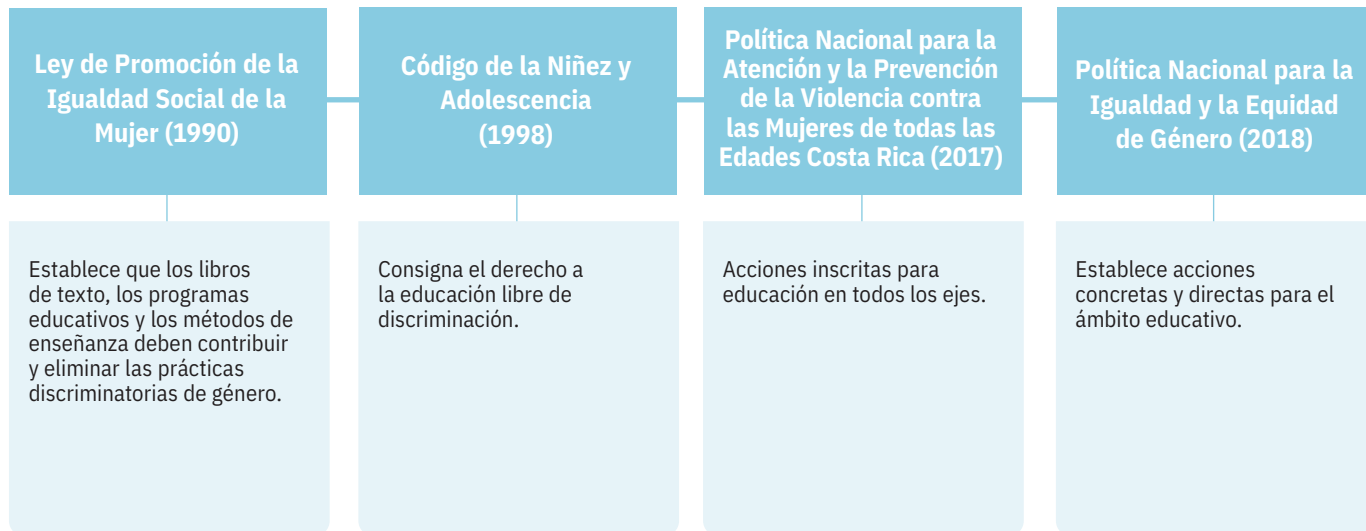 Ley de Promoción de la
Igualdad Social de la
Mujer (1990)
Establece que los libros
de texto, los programas
educativos y los métodos de
enseñanza deben contribuir
y eliminar las prácticas
discriminatorias de género.
Código de la Niñez y
Adolescencia
(1998)
Consigna el derecho a
la educación libre de
discriminación.
Política Nacional para la
Atención y la Prevención
de la Violencia contra
las Mujeres de todas las
Edades Costa Rica (2017)
Acciones inscritas para
educación en todos los ejes.
Política Nacional para la
Igualdad y la Equidad
de Género (2018)
Establece acciones
concretas y directas para el
ámbito educativo.